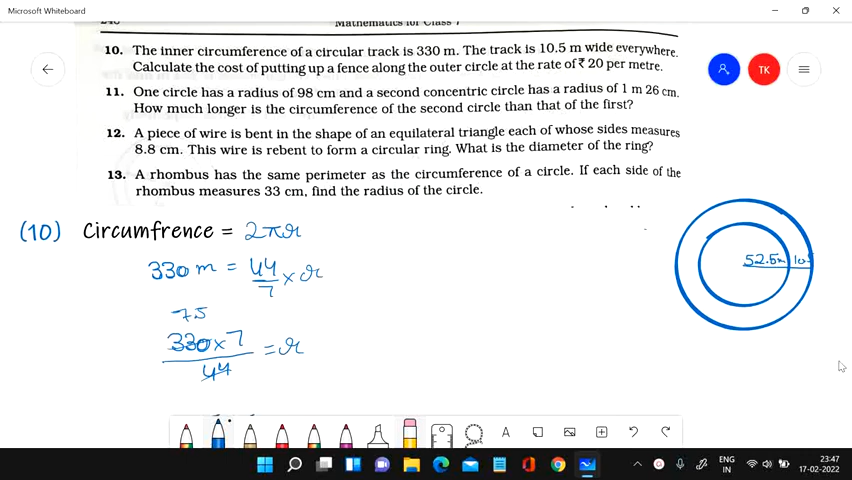 Microsoft Whiteboard
Mathematics for Class 7
10. The inner circumference of a circular track is 330 m. The track is 10.5 m wide everywhere.
Calculate the cost of putting up a fence along the outer circle at the rate of ₹ 20 per metre.
11. One circle has a radius of 98 cm and a second concentric circle has a radius of 1 m 26 cm.
How much longer is the circumference of the second circle than that of the first?
12. A piece of wire is bent in the shape of an equilateral triangle each of whose sides measures
8.8 cm. This wire is rebent to form a circular ring. What is the diameter of the ring?
13. A rhombus has the same perimeter as the circumference of a circle. If each side of the
rhombus measures 33 cm, find the radius of the circle.
TK
(10) Circumfrence = 2πr
330 m = 44/7 × r
75
330 × 7 / 44 = r
52.5m
A
ENG
IN
23:47
17-02-2022